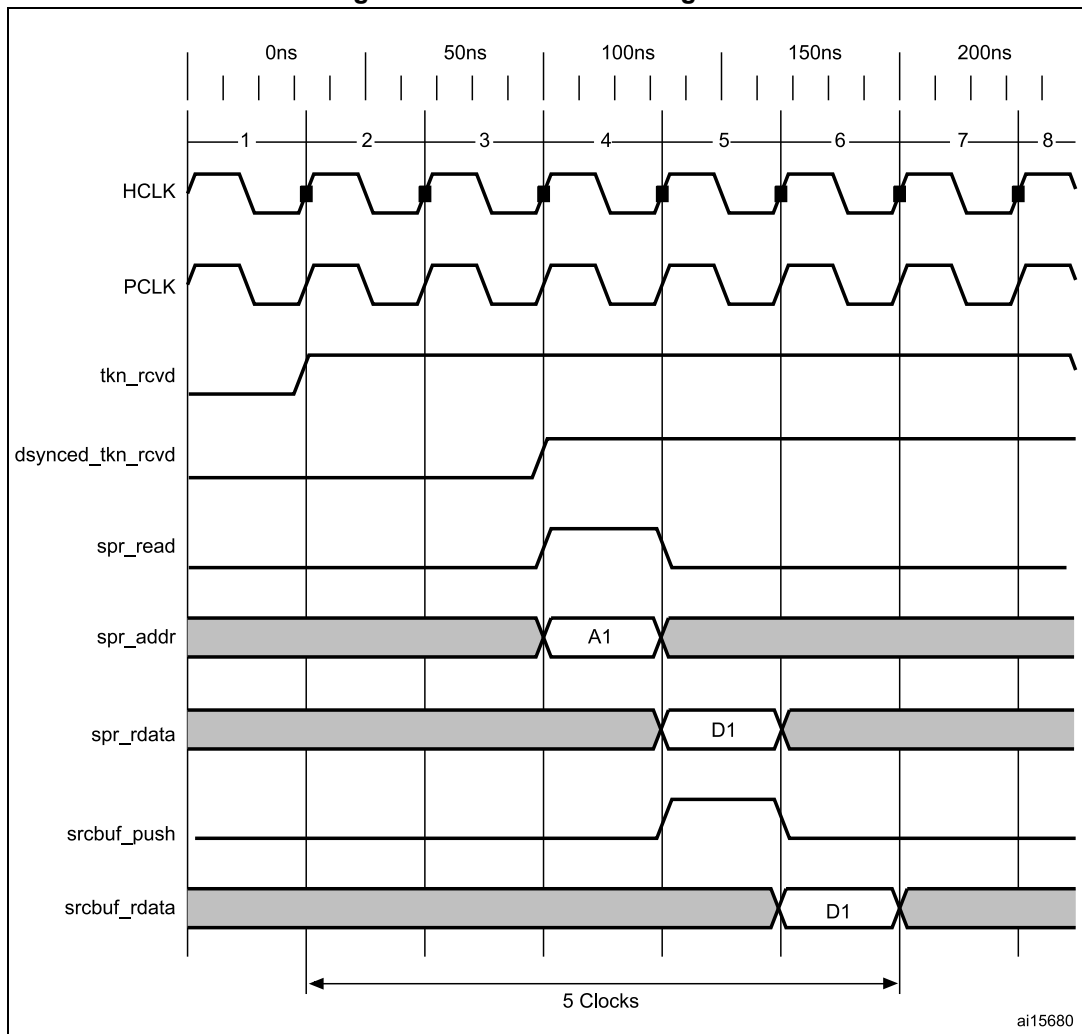 0ns 50ns 100ns 150ns 200ns
1 2 3 4 5 6 7 8
HCLK
PCLK
tkn_rcvd
dsynced_tkn_rcvd
spr_read
spr_addr A1
spr_rdata D1
srcbuf_push
srcbuf_rdata D1
5 Clocks
ai15680